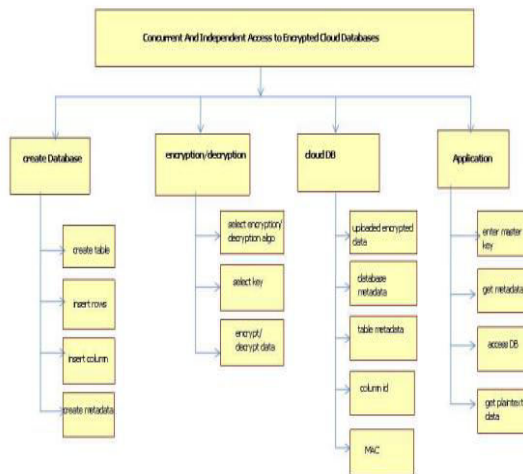 Concurrent And Independent Access to Encrypted Cloud Databases
create Database
encryption/decryption
cloud DB
Application
create table
insert rows
insert column
create metadata
select encryption/
decryption algo
select key
encrypt/
decrypt data
uploaded encrypted
data
database
metadata
table metadata
column id
MAC
enter master
key
get metadata
access DB
get plaintext
data